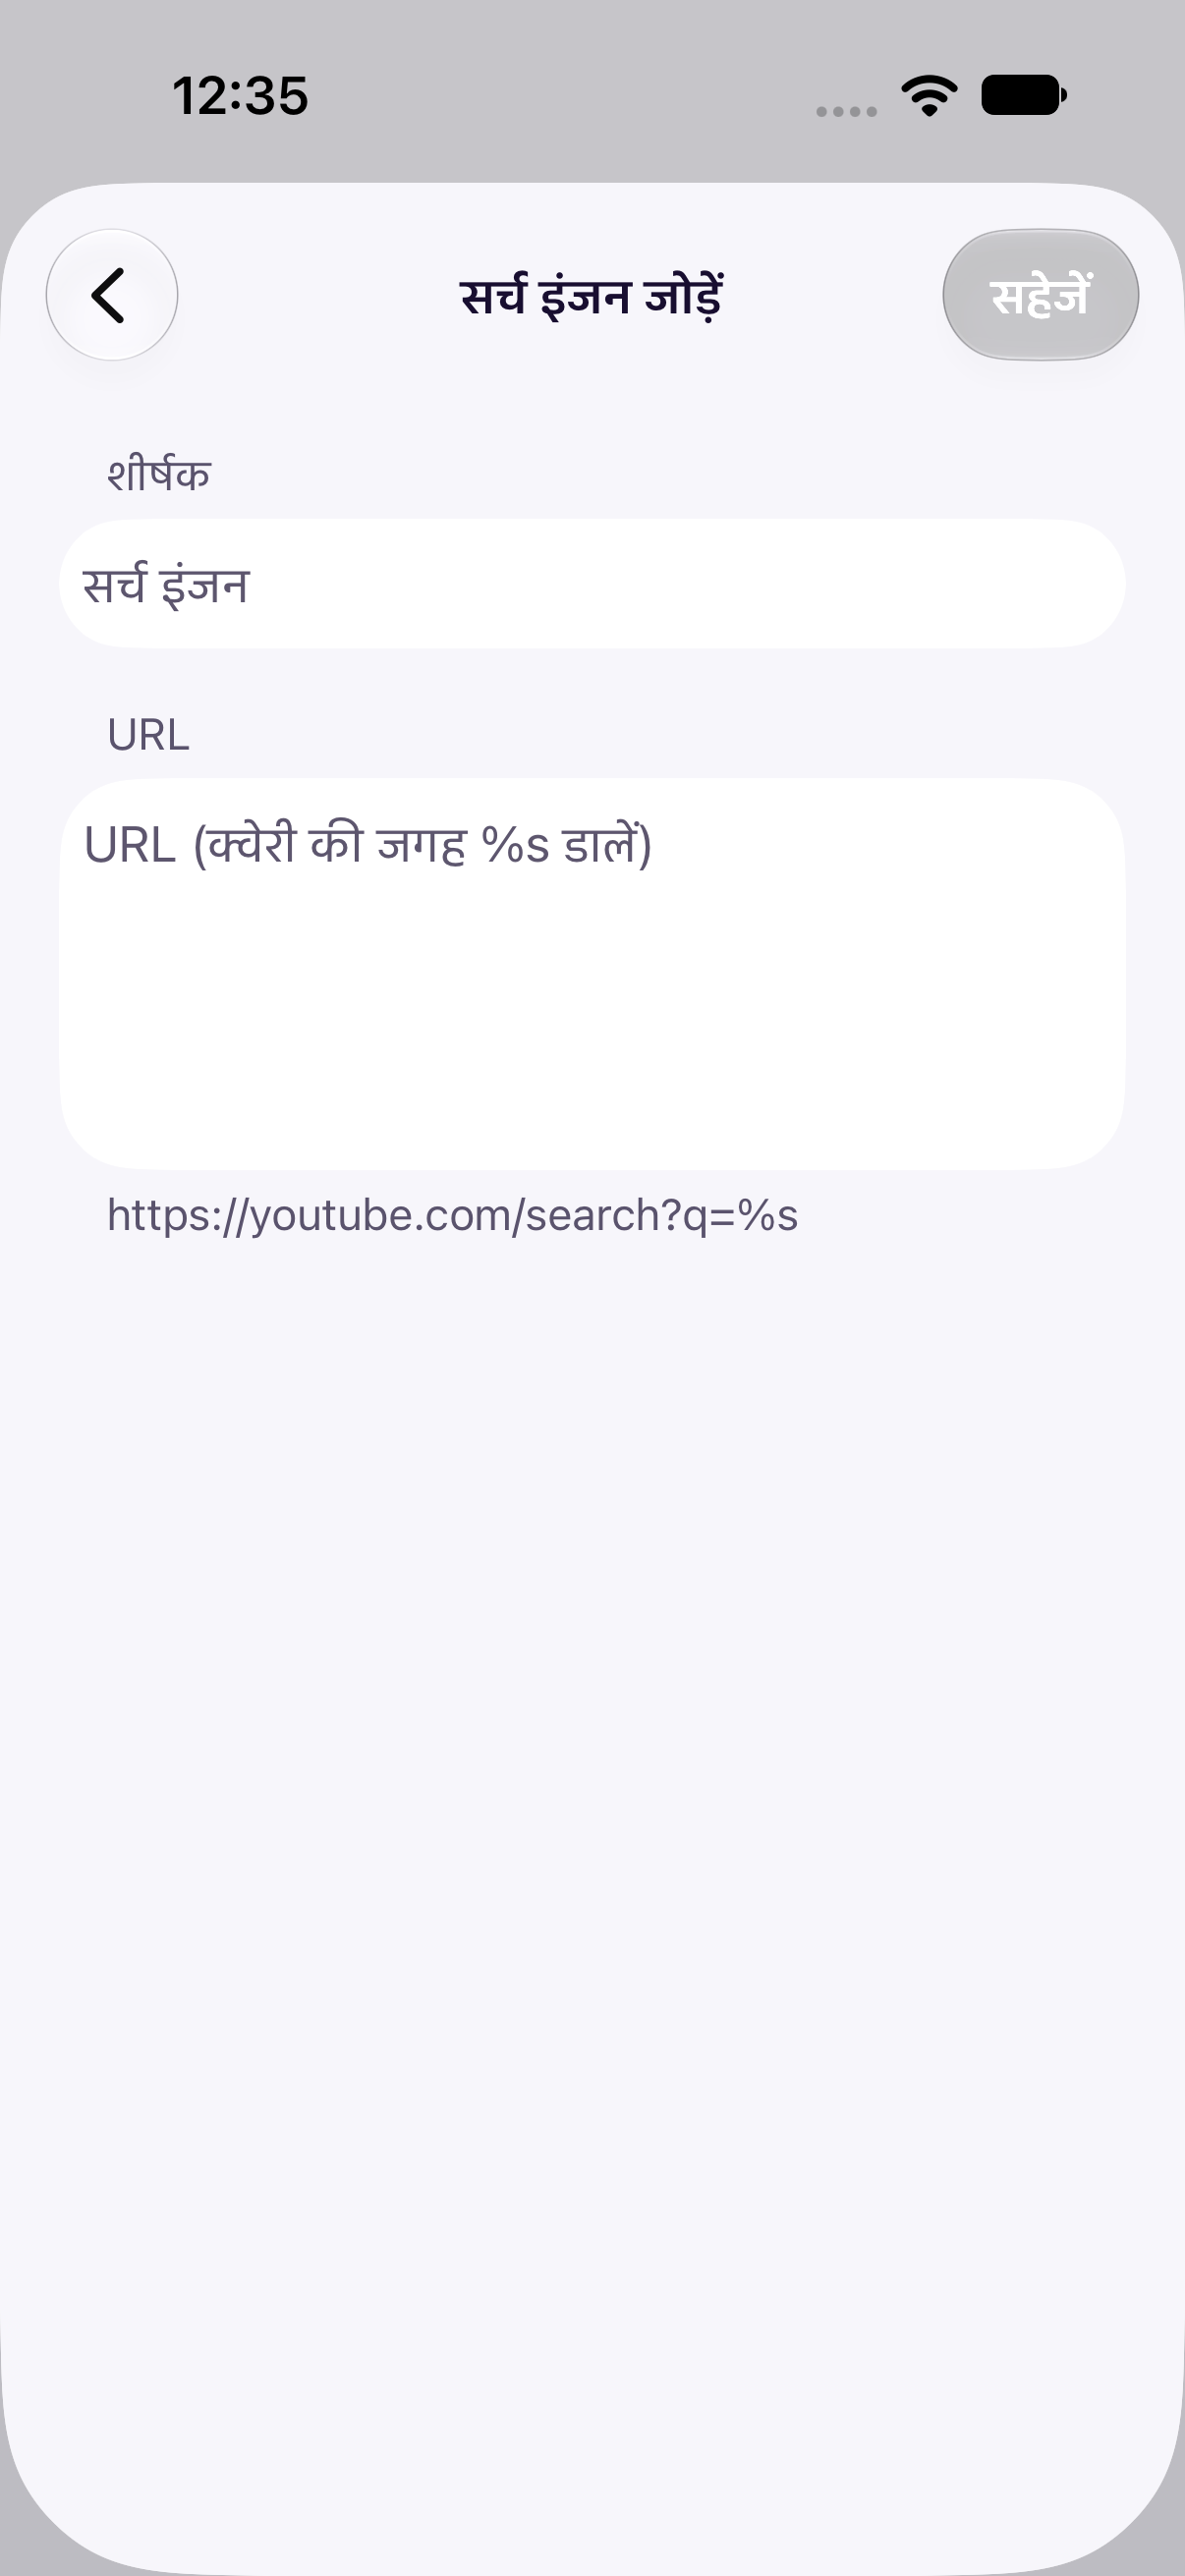 12:35
सर्च इंजन जोड़ें
सहेजें
शीर्षक
सर्च इंजन
URL
URL (क्वेरी की जगह %s डालें)
https://youtube.com/search?q=%s